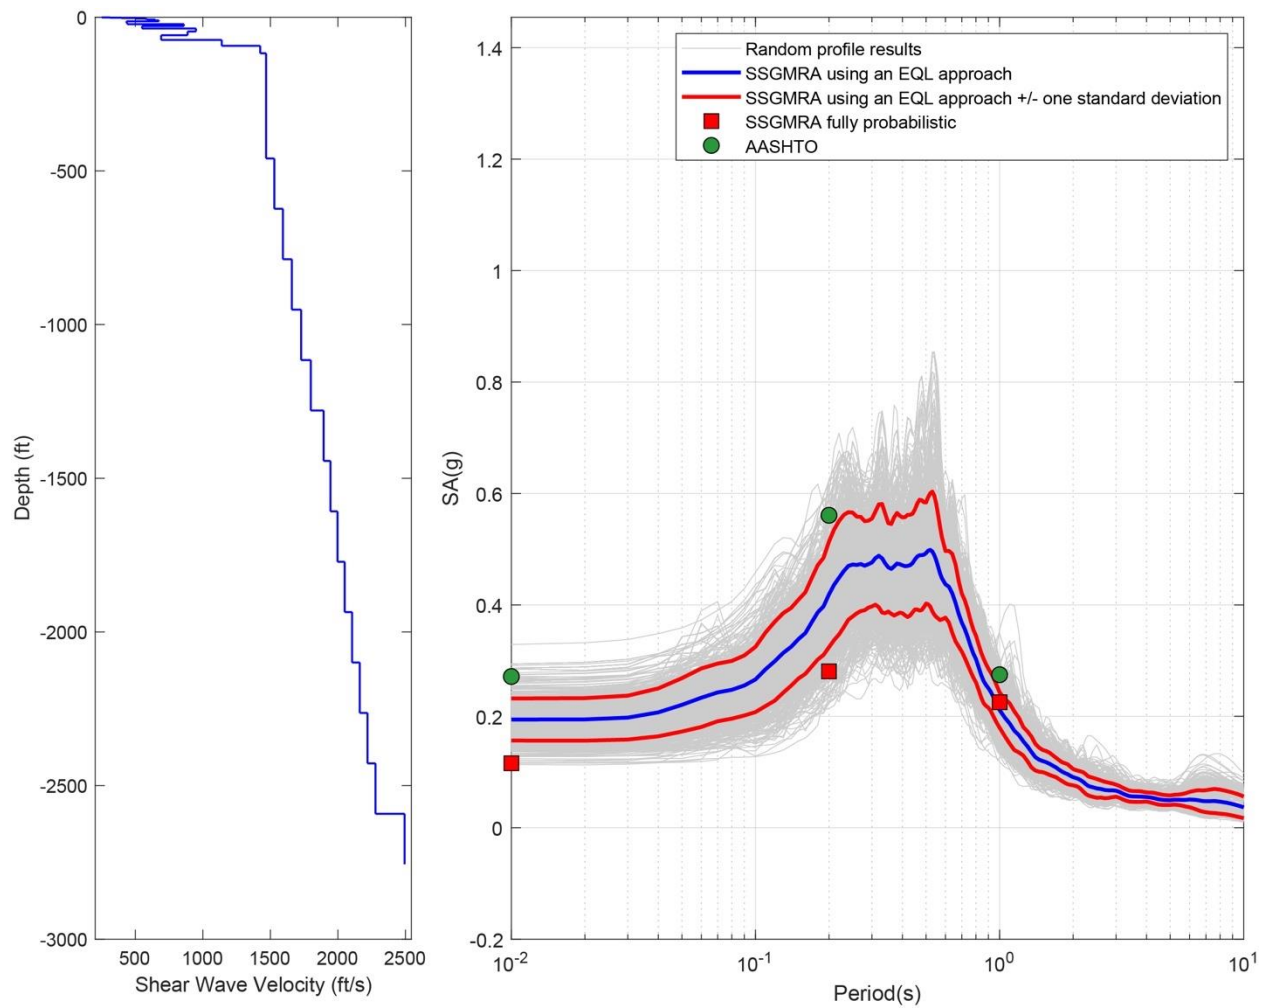 0
-500
-1000
-1500
-2000
-2500
-3000
Depth (ft)
500 1000 1500 2000 2500
Shear Wave Velocity (ft/s)
1.4
1.2
1
0.8
0.6
0.4
0.2
0
-0.2
SA(g)
Random profile results
SSGMRA using an EQL approach
SSGMRA using an EQL approach +/- one standard deviation
SSGMRA fully probabilistic
AASHTO
10⁻² 10⁻¹ 10⁰ 10¹
Period(s)